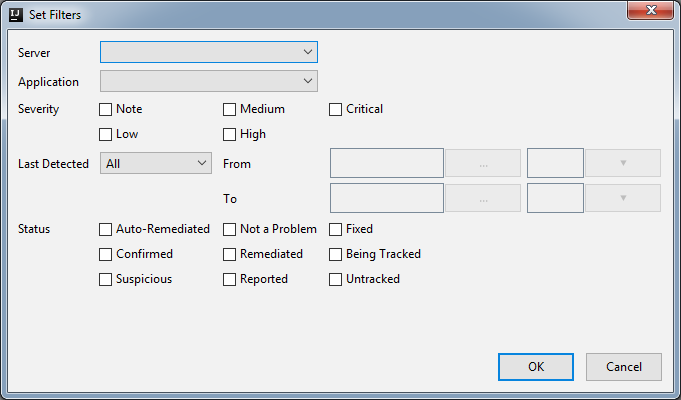 IJ Set Filters
Server
Application
Severity Note Medium Critical
Low High
Last Detected All From ...
To ...
Status Auto-Remediated Not a Problem Fixed
Confirmed Remediated Being Tracked
Suspicious Reported Untracked
OK Cancel